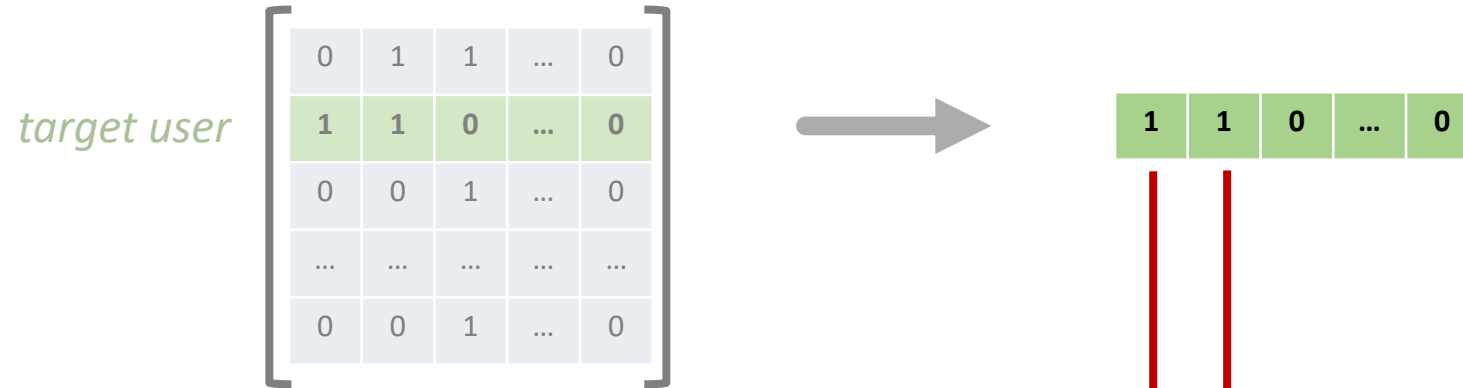 0 1 1 ... 0
target user 1 1 0 ... 0 1 1 0 ... 0
0 0 1 ... 0
... ... ... ... ...
0 0 1 ... 0